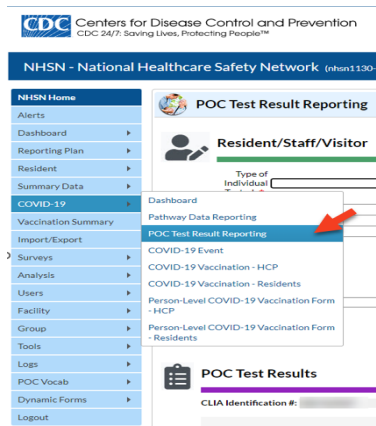 CDC Centers for Disease Control and Prevention
CDC 24/7: Saving Lives, Protecting People™
NHSN - National Healthcare Safety Network (nhsn1130-
NHSN Home
Alerts
Dashboard
Reporting Plan
Resident
Summary Data
COVID-19
Vaccination Summary
Import/Export
Surveys
Analysis
Users
Facility
Group
Tools
Logs
POC Vocab
Dynamic Forms
Logout
POC Test Result Reporting
Resident/Staff/Visitor
Type of
Individual
Dashboard
Pathway Data Reporting
POC Test Result Reporting
COVID-19 Event
COVID-19 Vaccination - HCP
COVID-19 Vaccination - Residents
Person-Level COVID-19 Vaccination Form
- HCP
Person-Level COVID-19 Vaccination Form
- Residents
POC Test Results
CLIA Identification #: